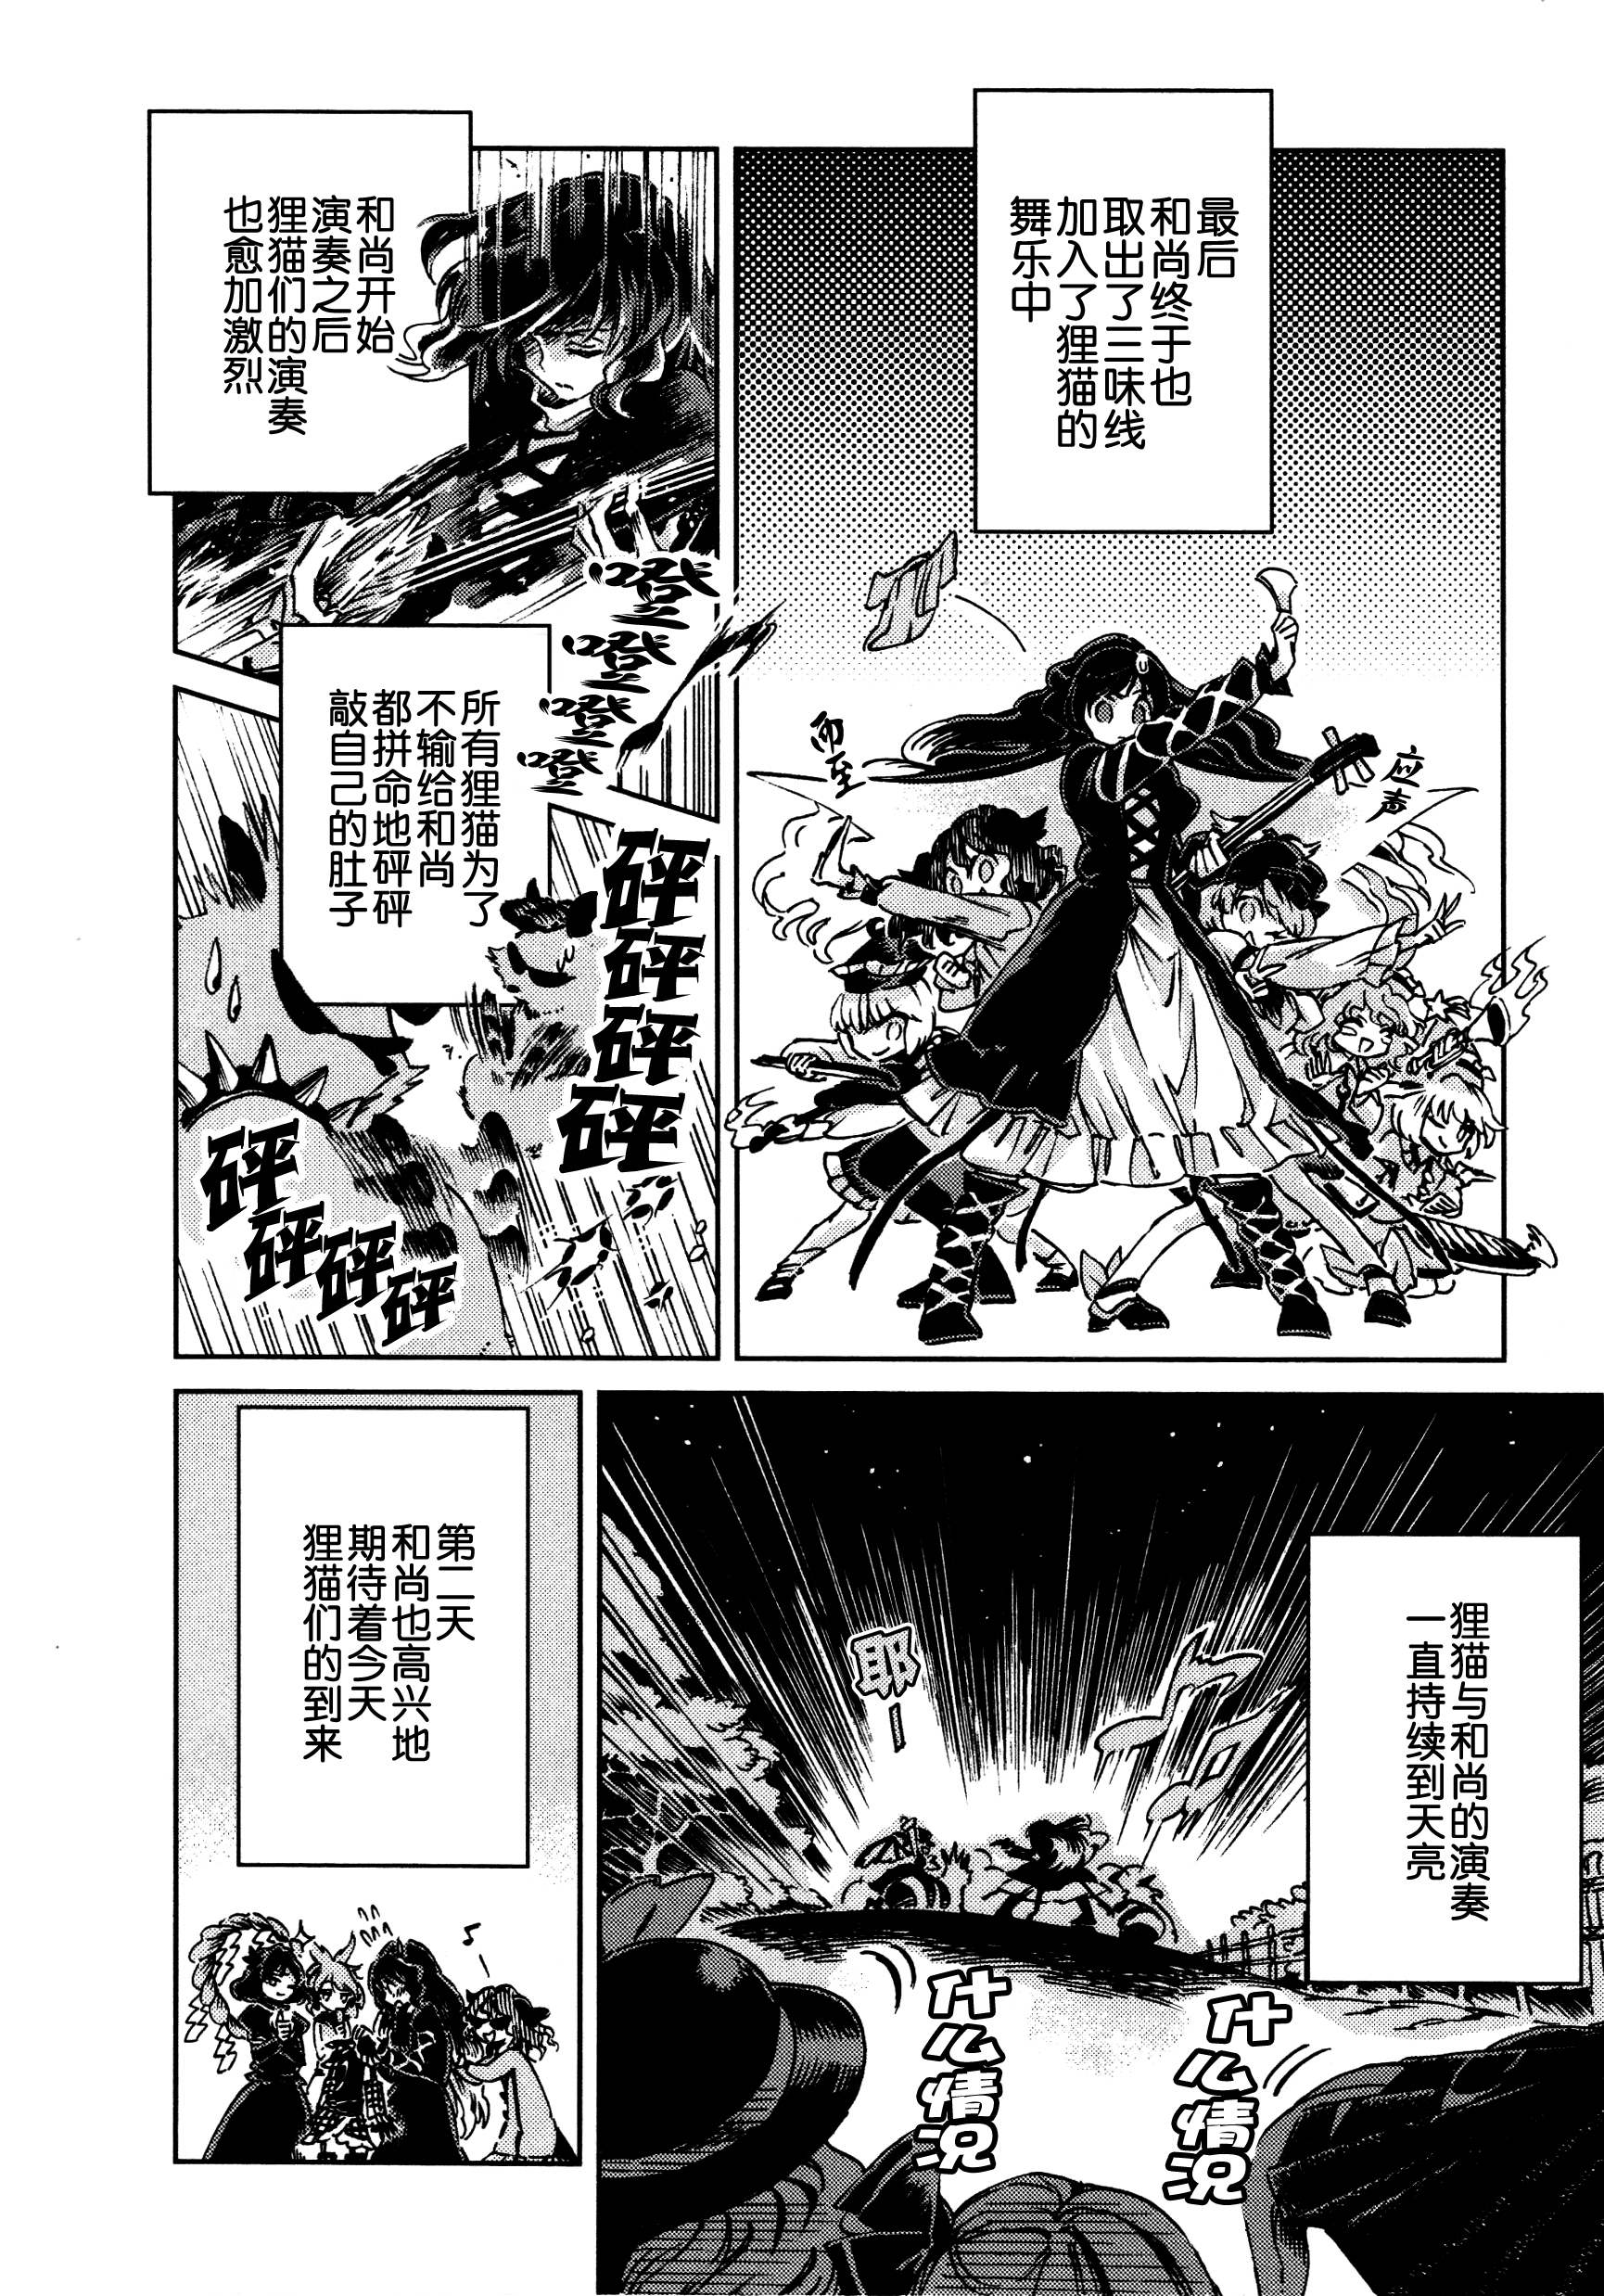 最后
和尚终于也
取出了三味线
加入了狸猫的
舞乐中
应声
而至
和尚开始
演奏之后
狸猫们的演奏
也愈加激烈
噔噔噔噔
所有狸猫为了
不输给和尚
都拼命地砰砰
敲自己的肚子
砰砰砰砰
砰砰砰砰
狸猫与和尚的演奏
一直持续到天亮
耶—
什么情况
什么情况
第二天
和尚也高兴地
期待着今天
狸猫们的到来